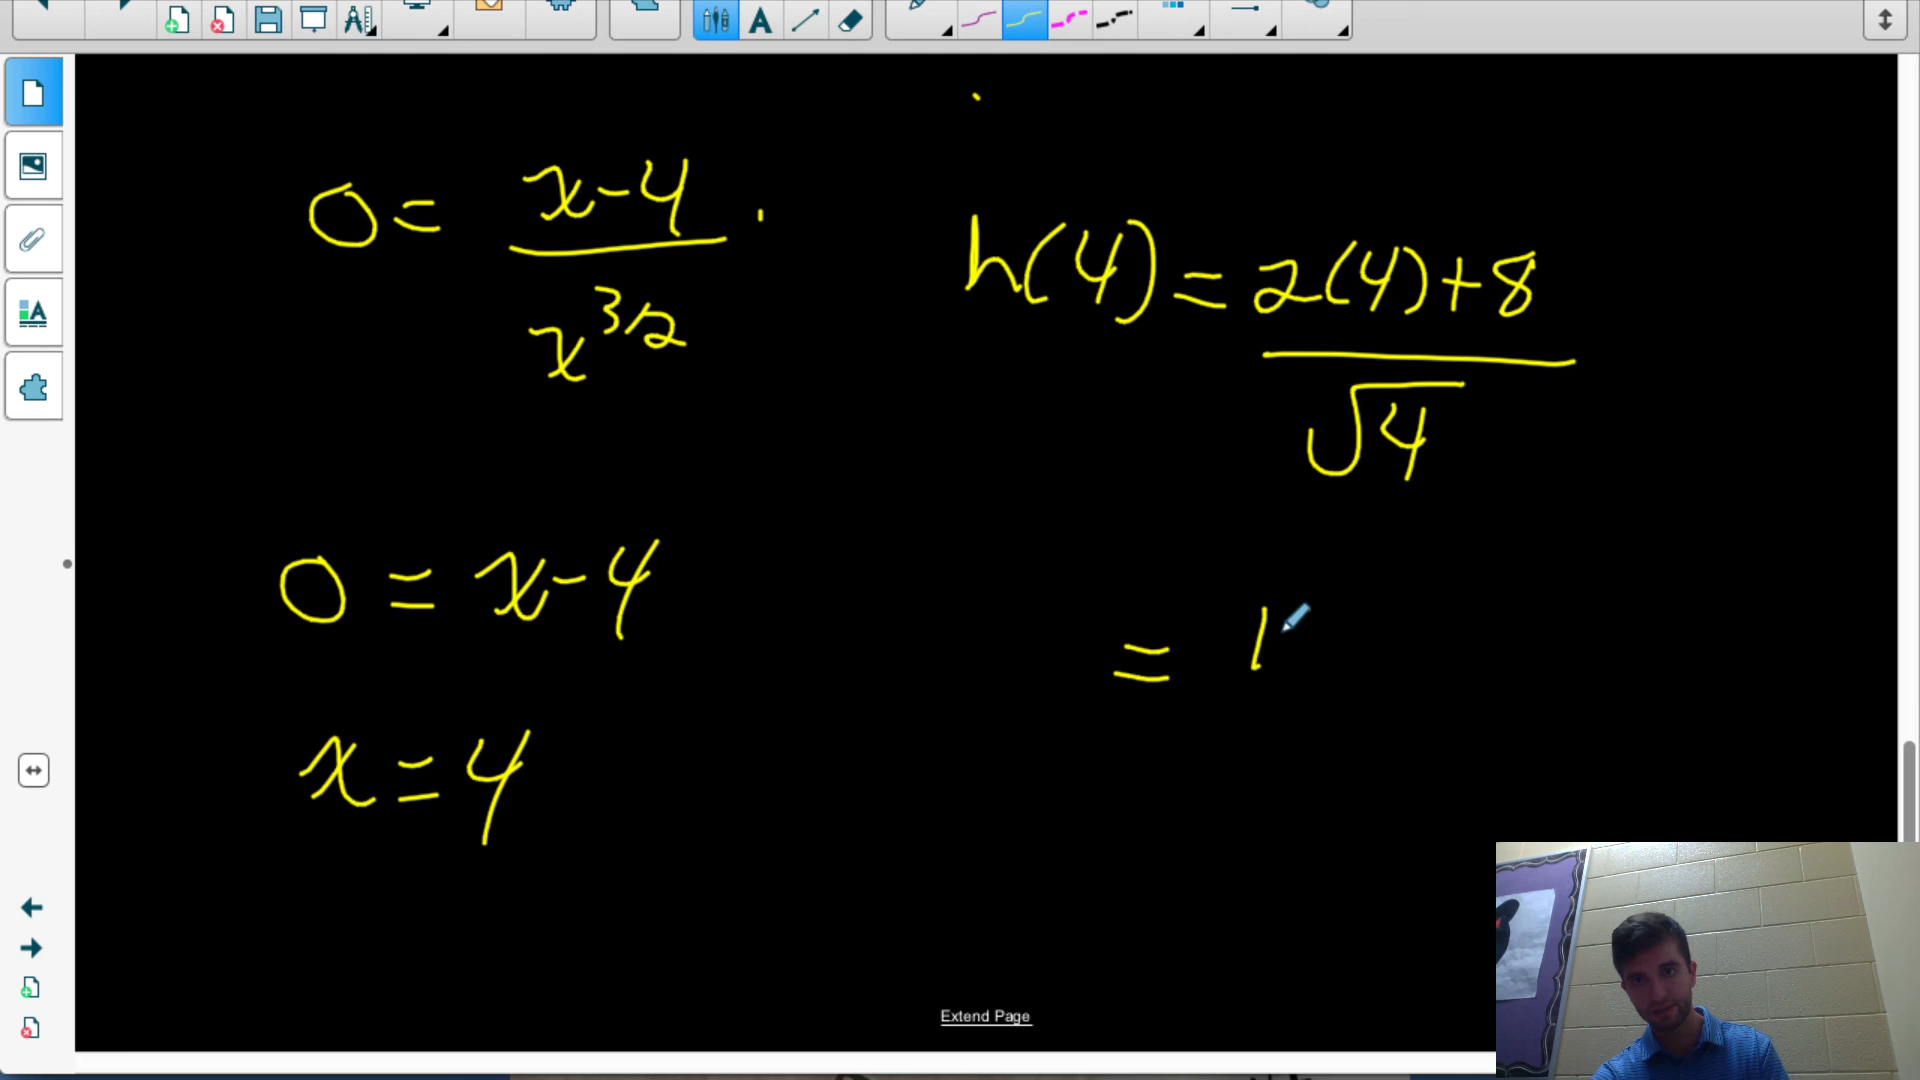 0 = x-4 / x^3/2
h(4) = 2(4)+8 / √4
0 = x-4
= 1
x = 4
Extend Page